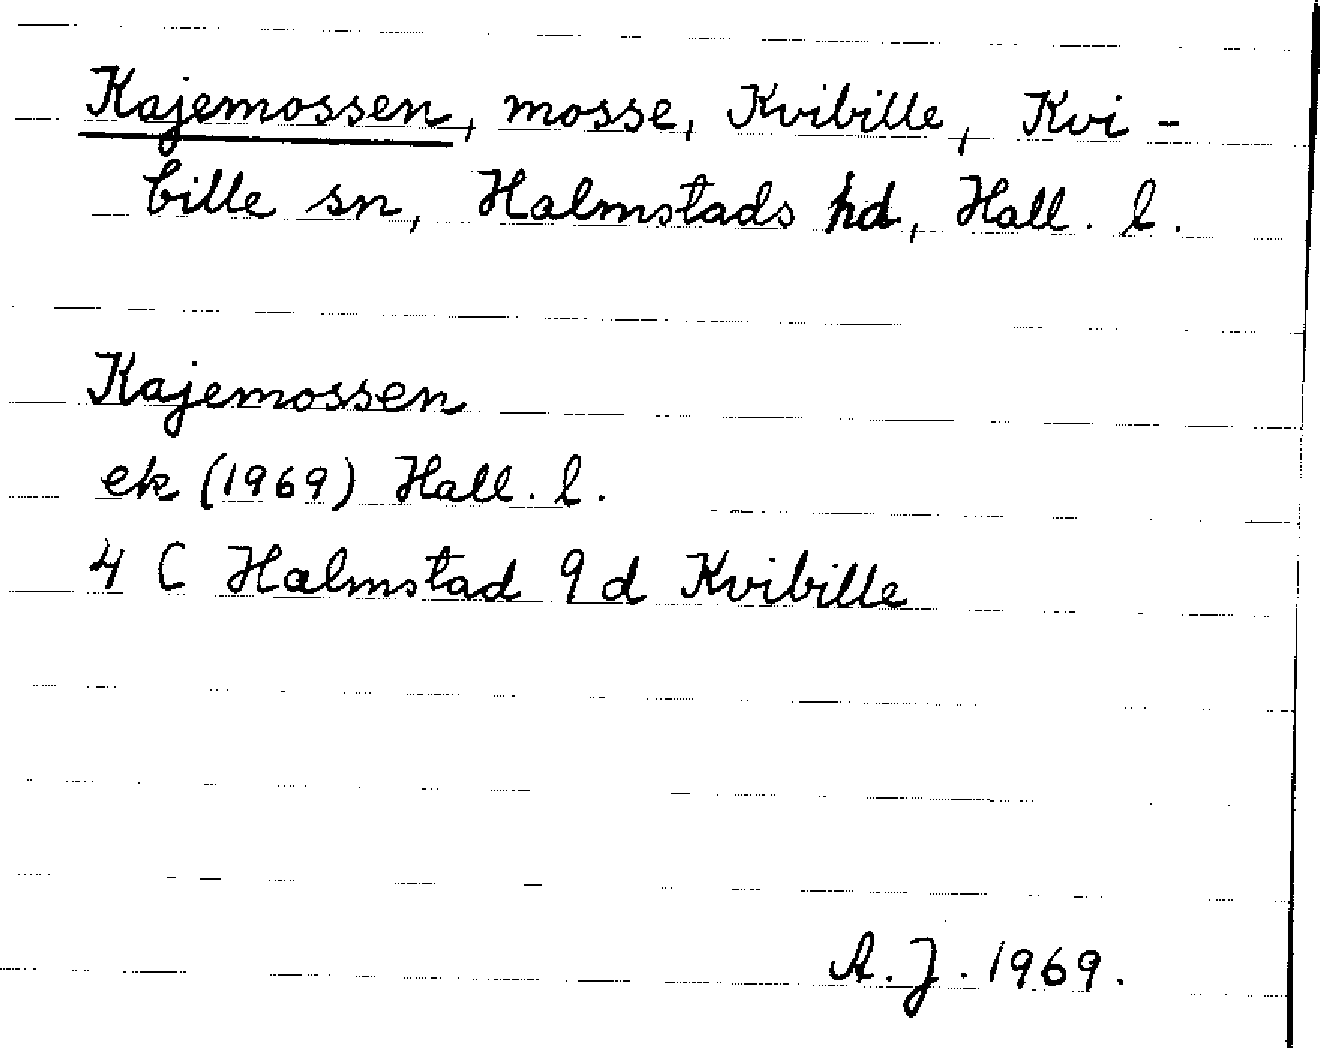 Kajemossen, mosse, Kvibille, Kvi-
bille sn, Halmstads hd, Hall. l.
Kajemossen
ek (1969) Hall. l.
4 C Halmstad 9 d Kvibille
A. J. 1969.